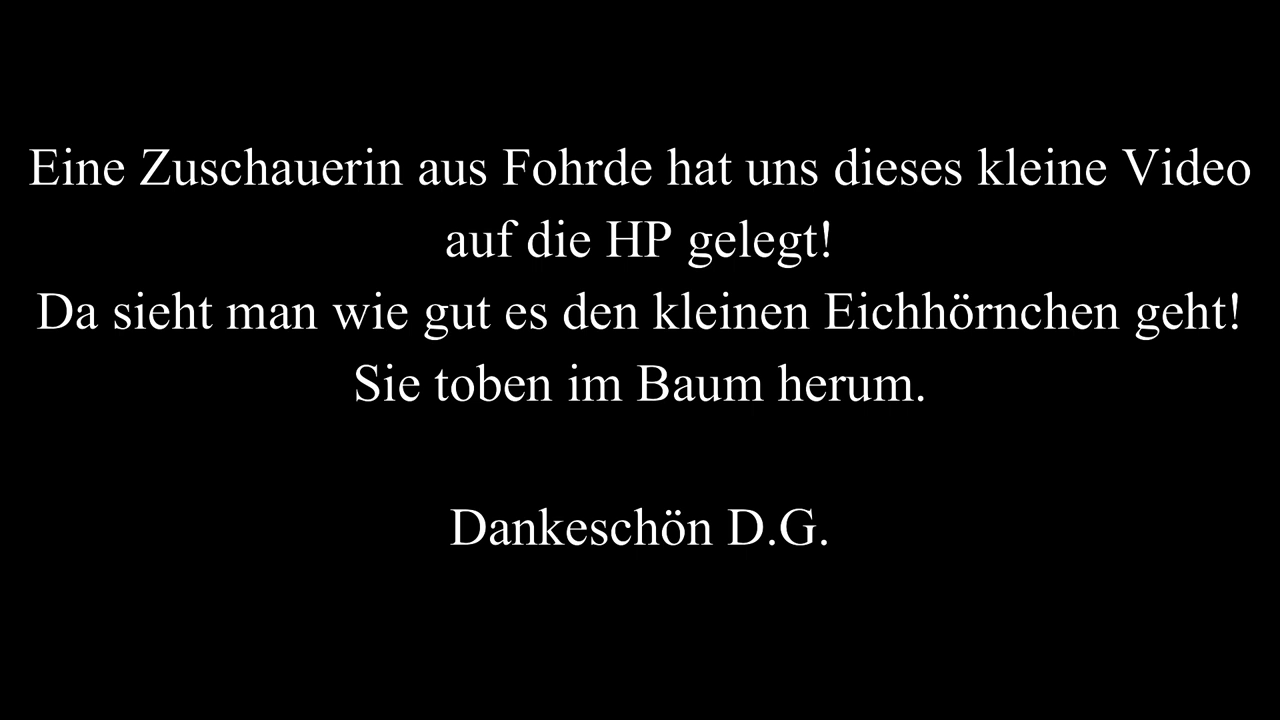 Eine Zuschauerin aus Fohrde hat uns dieses kleine Video
auf die HP gelegt!
Da sieht man wie gut es den kleinen Eichhörnchen geht!
Sie toben im Baum herum.
Dankeschön D.G.